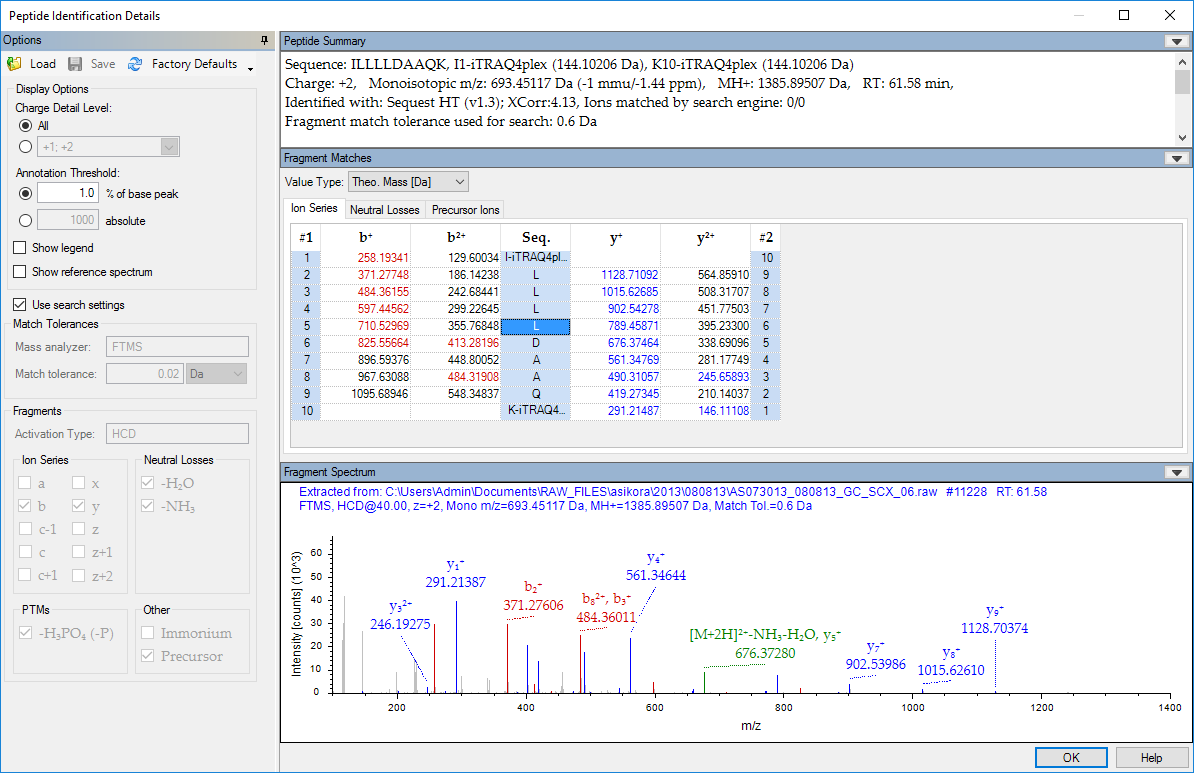 Peptide Identification Details
Options
Load Save Factory Defaults
Display Options
Charge Detail Level:
All
+1; +2
Annotation Threshold:
1.0 % of base peak
1000 absolute
Show legend
Show reference spectrum
Use search settings
Match Tolerances
Mass analyzer: FTMS
Match tolerance: 0.02 Da
Fragments
Activation Type: HCD
Ion Series
a x
b y
c-1 z
c z+1
c+1 z+2
Neutral Losses
-H₂O
-NH₃
PTMs
-H₃PO₄ (-P)
Other
Immonium
Precursor
Peptide Summary
Sequence: ILLLLDAAQK, I1-iTRAQ4plex (144.10206 Da), K10-iTRAQ4plex (144.10206 Da)
Charge: +2, Monoisotopic m/z: 693.45117 Da (-1 mmu/-1.44 ppm), MH+: 1385.89507 Da, RT: 61.58 min,
Identified with: Sequest HT (v1.3); XCorr:4.13, Ions matched by search engine: 0/0
Fragment match tolerance used for search: 0.6 Da
Fragment Matches
Value Type: Theo. Mass [Da]
Ion Series Neutral Losses Precursor Ions
#1 b⁺ b²⁺ Seq. y⁺ y²⁺ #2
1 258.19341 129.60034 I-iTRAQ4pl... 10
2 371.27748 186.14238 L 1128.71092 564.85910 9
3 484.36155 242.68441 L 1015.62685 508.31707 8
4 597.44562 299.22645 L 902.54278 451.77503 7
5 710.52969 355.76848 L 789.45871 395.23300 6
6 825.55664 413.28196 D 676.37464 338.69096 5
7 896.59376 448.80052 A 561.34769 281.17749 4
8 967.63088 484.31908 A 490.31057 245.65893 3
9 1095.68946 548.34837 Q 419.27345 210.14037 2
10 K-iTRAQ4... 291.21487 146.11108 1
Fragment Spectrum
Extracted from: C:\Users\Admin\Documents\RAW_FILES\asikora\2013\080813\AS073013_080813_GC_SCX_06.raw #11228 RT: 61.58
FTMS, HCD@40.00, z=+2, Mono m/z=693.45117 Da, MH+=1385.89507 Da, Match Tol.=0.6 Da
Intensity [counts] (10^3)
60
50
40
30
20
10
0
y₃²⁺
246.19275
y₁⁺
291.21387
b₂⁺
371.27606
b₈²⁺, b₃⁺
484.36011
y₄⁺
561.34644
[M+2H]²⁺-NH₃-H₂O, y₅⁺
676.37280
y₇⁺
902.53986
y₈⁺
1015.62610
y₉⁺
1128.70374
200 400 600 800 1000 1200 1400
m/z
OK Help